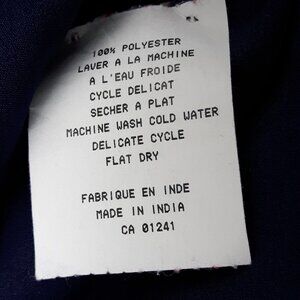 100% POLYESTER
LAVER A LA MACHINE
A L'EAU FROIDE
CYCLE DELICAT
SECHER A PLAT
MACHINE WASH COLD WATER
DELICATE CYCLE
FLAT DRY
FABRIQUE EN INDE
MADE IN INDIA
CA 01241